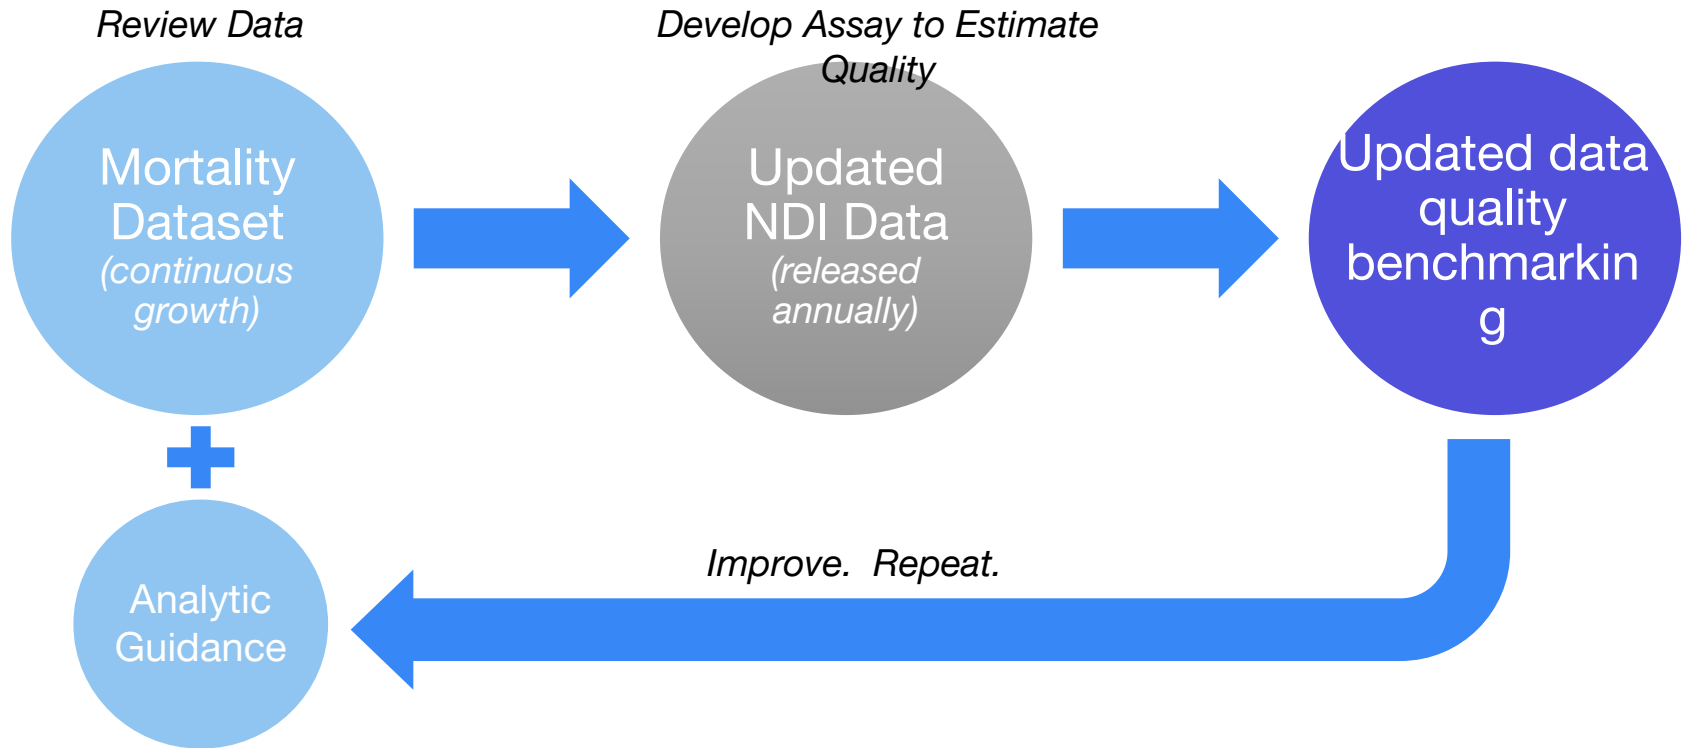 Review Data
Develop Assay to Estimate
Quality
Mortality
Dataset
(continuous
growth)
Updated
NDI Data
(released
annually)
Updated data
quality
benchmarkin
g
Improve.  Repeat.
Analytic
Guidance